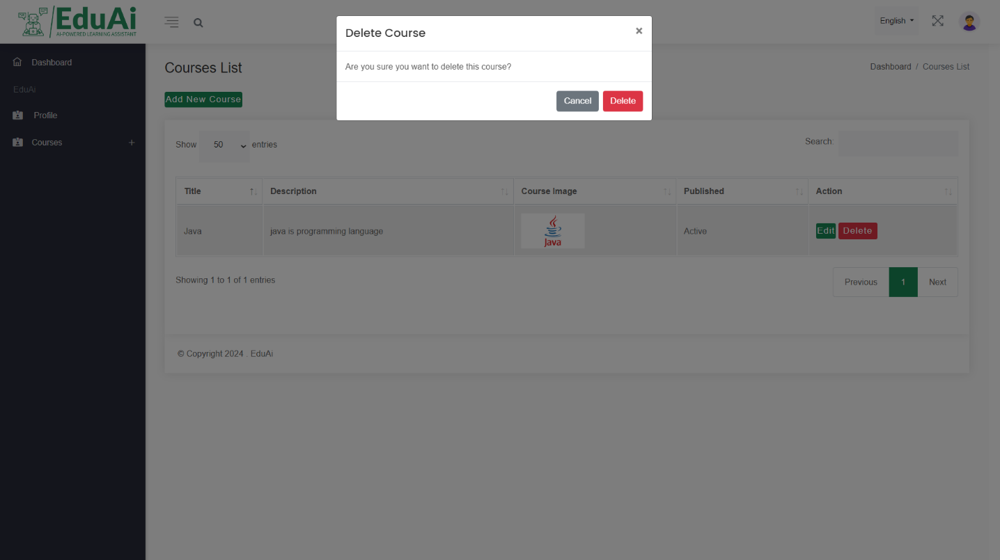 EduAi
AI-POWERED LEARNING ASSISTANT
English
Delete Course
×
Are you sure you want to delete this course?
Cancel
Delete
Dashboard
EduAi
Profile
Courses +
Courses List
Dashboard / Courses List
Add New Course
Show 50 entries
Search:
Title Description Course Image Published Action
Java java is programming language Java Active Edit Delete
Showing 1 to 1 of 1 entries
Previous 1 Next
© Copyright 2024 . EduAi